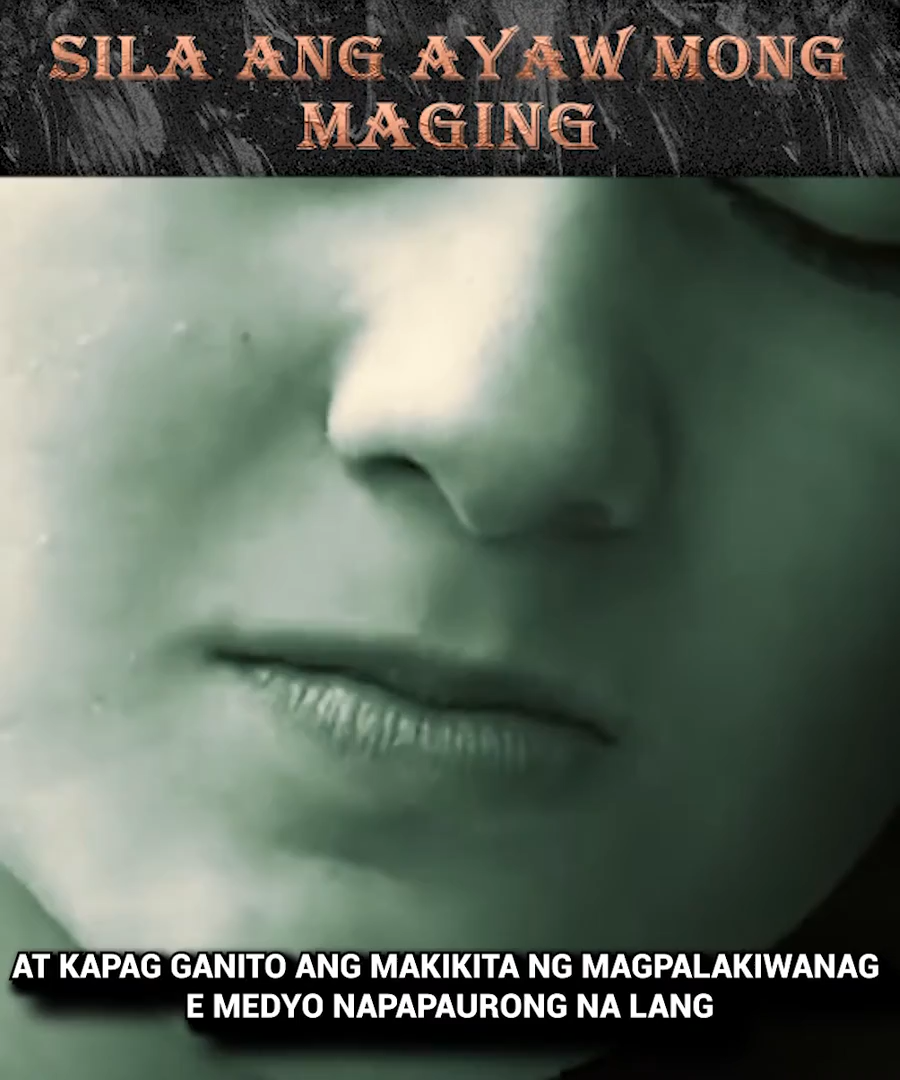 SILA ANG AYAW MONG
MAGING
AT KAPAG GANITO ANG MAKIKITA NG MAGPALAKIWANAG
E MEDYO NAPAPAURONG NA LANG